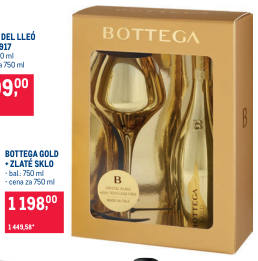 DEL LLEÓ
917
0 ml
a 750 ml
99,00
BOTTEGA GOLD
+ ZLATÉ SKLO
- bal.: 750 ml
- cena za 750 ml
1 198,00
1 449,58*
BOTTEGA
B
BOTTEGA